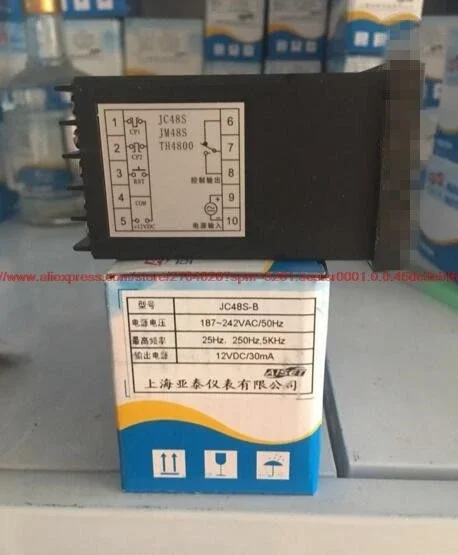 JC48S
JM48S
TH4800
1 CP1
2 CP2
3 RST
4 COM
5 +12VDC
6
7
8
控制输出
9
10
电源输入
型号 JC48S-B
电源电压 187~242VAC/50Hz
最高频率 25Hz, 250Hz,5KHz
输出电源 12VDC/30mA
AISET
上海亚泰仪表有限公司